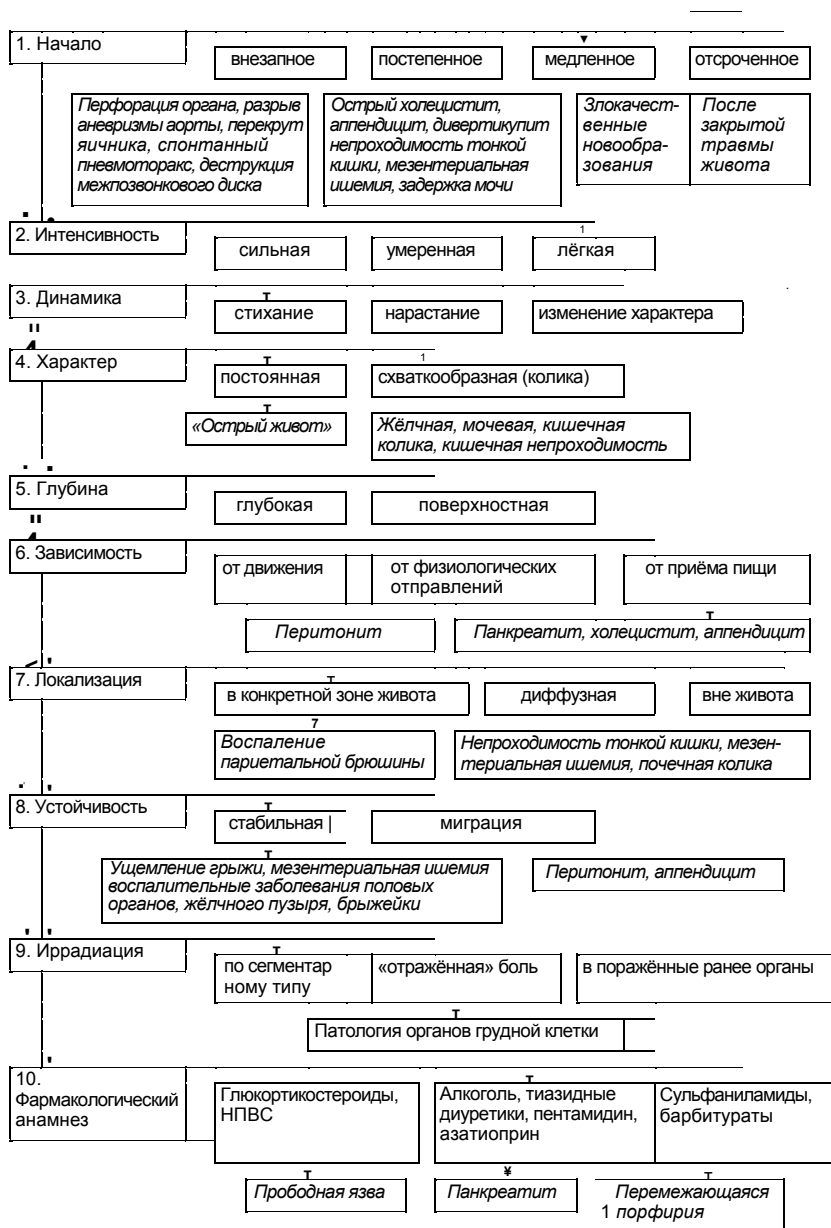 1. Начало
внезапное
постепенное
медленное
отсроченное
Перфорация органа, разрыв
аневризмы аорты, перекрут
яичника, спонтанный
пневмоторакс, деструкция
межпозвонкового диска
Острый холецистит,
аппендицит, дивертикупит
непроходимость тонкой
кишки, мезентериальная
ишемия, задержка мочи
Злокачест-
венные
новообра-
зования
После
закрытой
травмы
живота
2. Интенсивность
сильная
умеренная
1
лёгкая
3. Динамика
стихание
нарастание
изменение характера
4. Характер
постоянная
1
схваткообразная (колика)
«Острый живот»
Жёлчная, мочевая, кишечная
колика, кишечная непроходимость
5. Глубина
глубокая
поверхностная
6. Зависимость
от движения
от физиологических
отправлений
от приёма пищи
Перитонит
Панкреатит, холецистит, аппендицит
7. Локализация
в конкретной зоне живота
диффузная
вне живота
7
Воспаление
париетальной брюшины
Непроходимость тонкой кишки, мезен-
териальная ишемия, почечная колика
8. Устойчивость
стабильная |
миграция
Ущемление грыжи, мезентериальная ишемия
воспалительные заболевания половых
органов, жёлчного пузыря, брыжейки
Перитонит, аппендицит
9. Иррадиация
по сегментар
ному типу
«отражённая» боль
в поражённые ранее органы
Патология органов грудной клетки
10.
Фармакологический
анамнез
Глюкортикостероиды,
НПВС
Алкоголь, тиазидные
диуретики, пентамидин,
азатиоприн
Сульфаниламиды,
барбитураты
Прободная язва
¥
Панкреатит
Перемежающаяся
1 порфирия